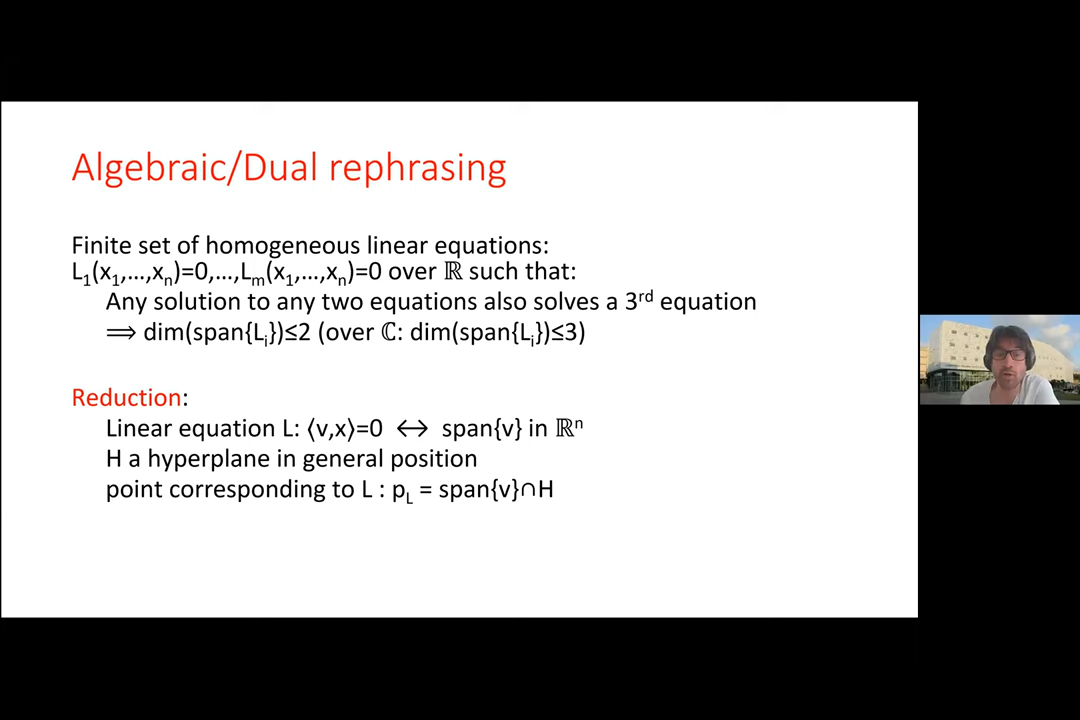 Algebraic/Dual rephrasing
Finite set of homogeneous linear equations:
L₁(x₁,…,xₙ)=0,…,Lₘ(x₁,…,xₙ)=0 over ℝ such that:
Any solution to any two equations also solves a 3ʳᵈ equation
⟹ dim(span{Lᵢ})≤2 (over ℂ: dim(span{Lᵢ})≤3)
Reduction:
Linear equation L: ⟨v,x⟩=0 ↔ span{v} in ℝⁿ
H a hyperplane in general position
point corresponding to L : p_L = span{v}∩H